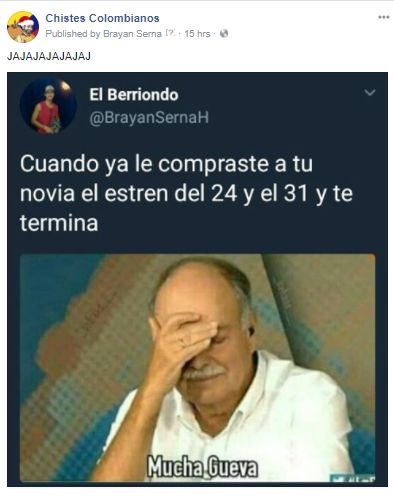 Chistes Colombianos
Published by Brayan Serna [?] · 15 hrs ·
JAJAJAJAJAJAJ
El Berriondo
@BrayanSernaH
Cuando ya le compraste a tu
novia el estren del 24 y el 31 y te
termina
Mucha Gueva